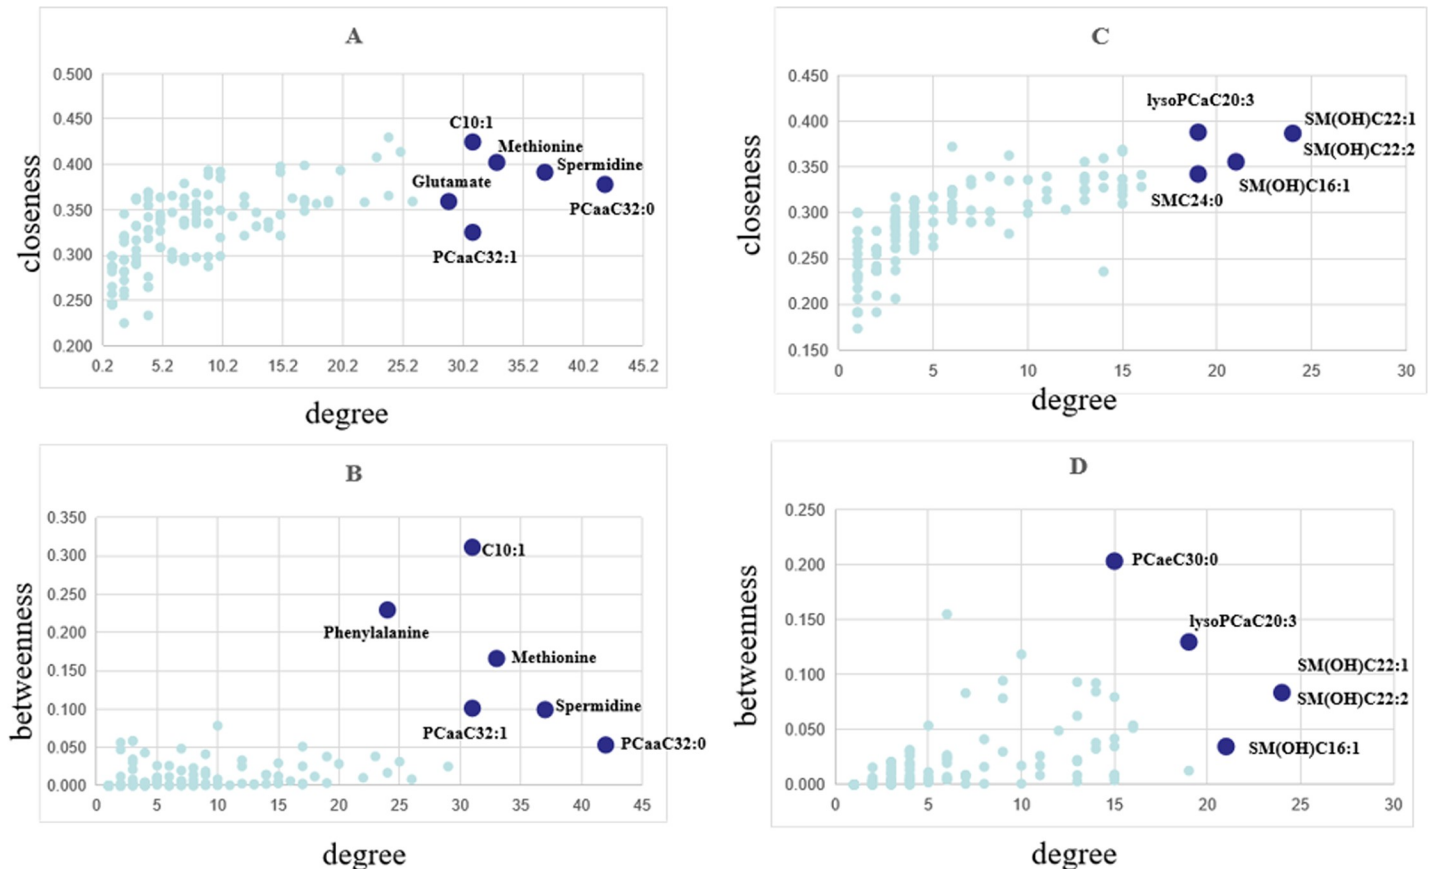 A
0.500
0.450
0.400
0.350
0.300
0.250
0.200
closeness
C10:1
Methionine
Spermidine
Glutamate
PCaaC32:0
PCaaC32:1
0.2 5.2 10.2 15.2 20.2 25.2 30.2 35.2 40.2 45.2
degree
C
0.450
0.400
0.350
0.300
0.250
0.200
0.150
closeness
lysoPCaC20:3
SM(OH)C22:1
SM(OH)C22:2
SM(OH)C16:1
SMC24:0
0 5 10 15 20 25 30
degree
B
0.350
0.300
0.250
0.200
0.150
0.100
0.050
0.000
betweenness
C10:1
Phenylalanine
Methionine
Spermidine
PCaaC32:1
PCaaC32:0
0 5 10 15 20 25 30 35 40 45
degree
D
0.250
0.200
0.150
0.100
0.050
0.000
betweenness
PCaeC30:0
lysoPCaC20:3
SM(OH)C22:1
SM(OH)C22:2
SM(OH)C16:1
0 5 10 15 20 25 30
degree